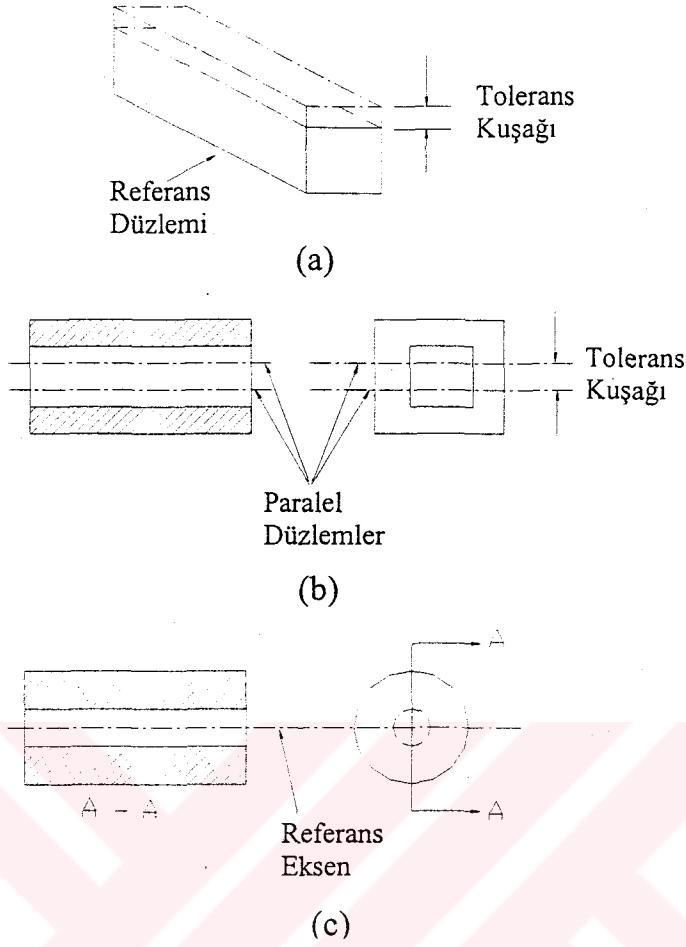 Tolerans
Kuşağı
Referans
Düzlemi
(a)
Tolerans
Kuşağı
Paralel
Düzlemler
(b)
A
A - A
A
Referans
Eksen
(c)